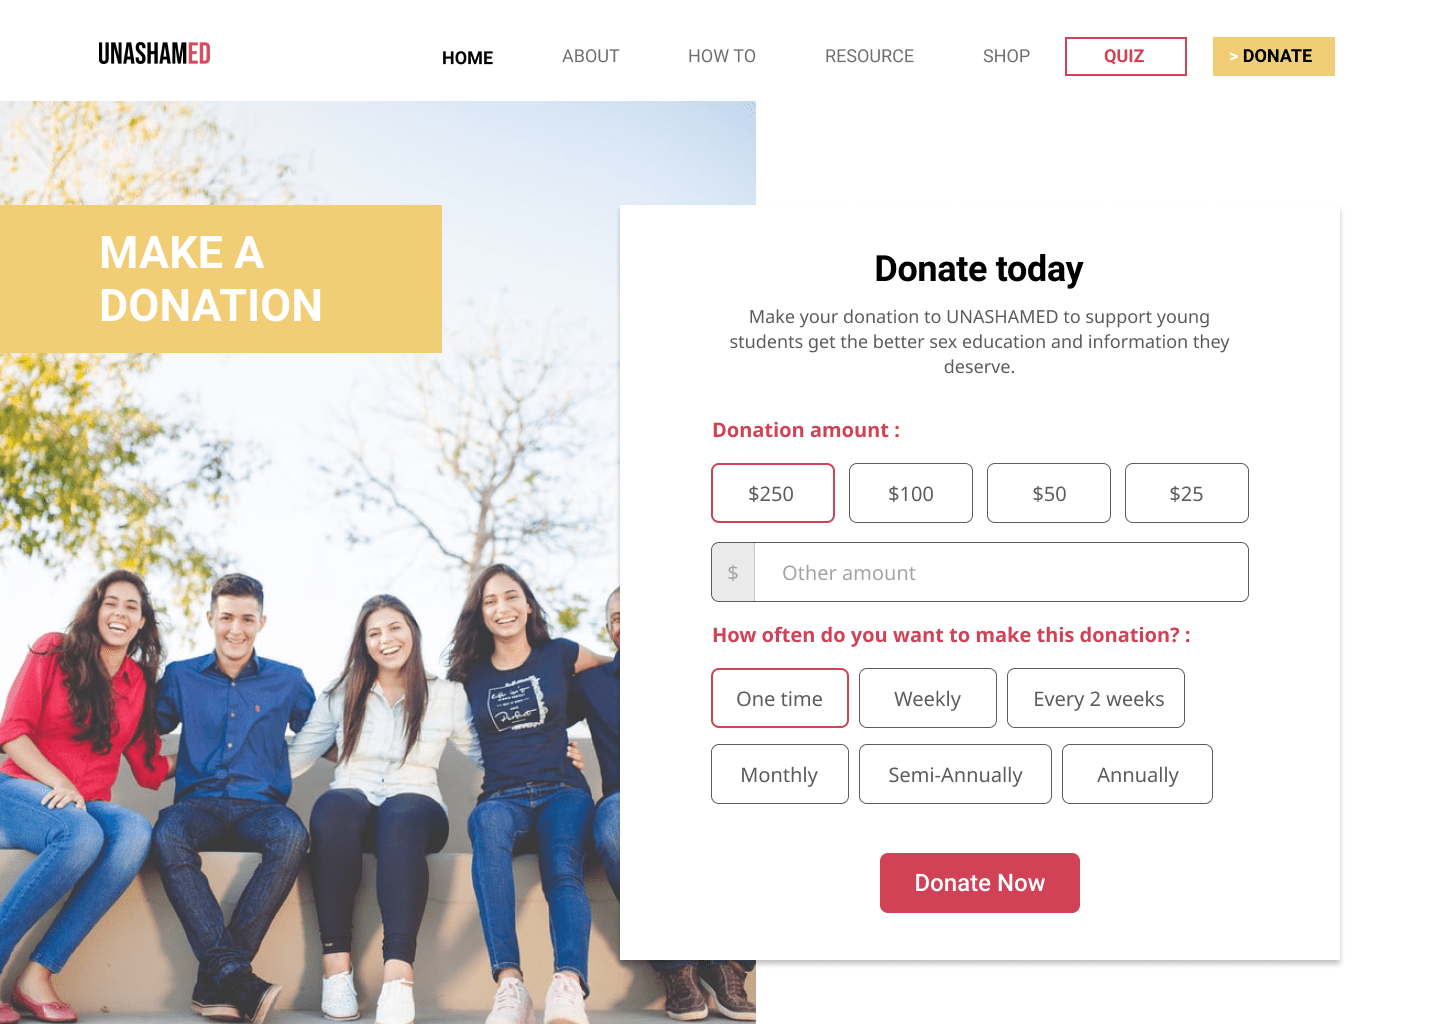 UNASHAMED
HOME ABOUT HOW TO RESOURCE SHOP QUIZ > DONATE
MAKE A
DONATION
Donate today
Make your donation to UNASHAMED to support young
students get the better sex education and information they
deserve.
Donation amount :
$250 $100 $50 $25
$ Other amount
How often do you want to make this donation? :
One time Weekly Every 2 weeks
Monthly Semi-Annually Annually
Donate Now